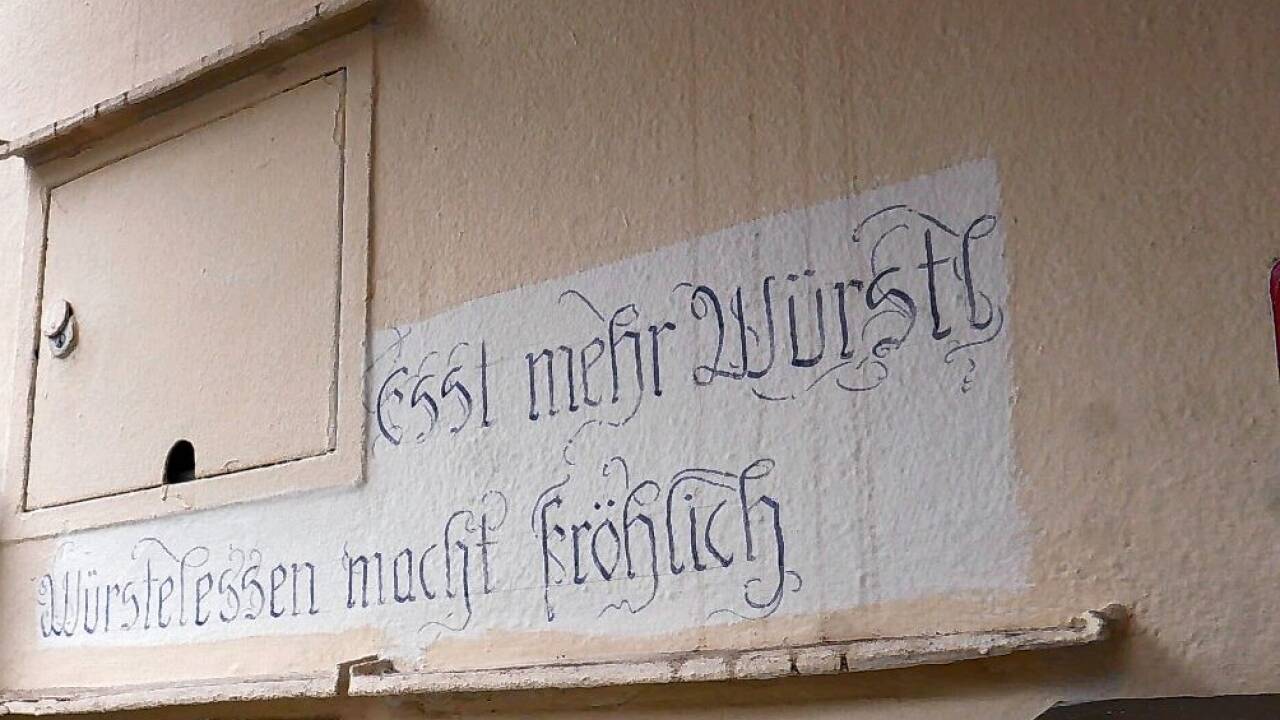 Esst mehr Würstl
Würstelessen macht fröhlich